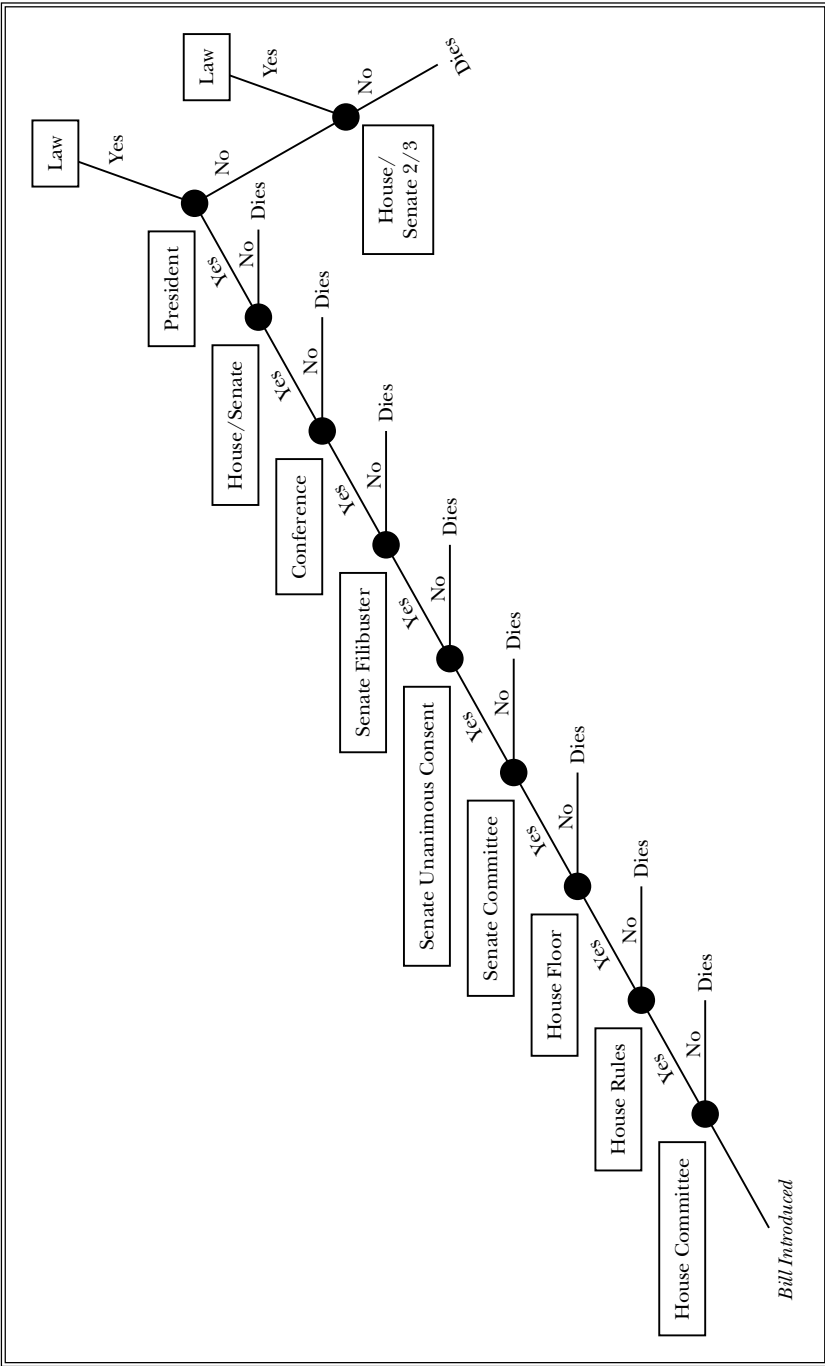 Bill Introduced
House Committee
No
Dies
Yes
House Rules
No
Dies
Yes
House Floor
No
Dies
Yes
Senate Committee
No
Dies
Yes
Senate Unanimous Consent
No
Dies
Yes
Senate Filibuster
No
Dies
Yes
Conference
No
Dies
Yes
House/Senate
No
Dies
Yes
President
Yes
Law
No
House/
Senate 2/3
Yes
Law
No
Dies